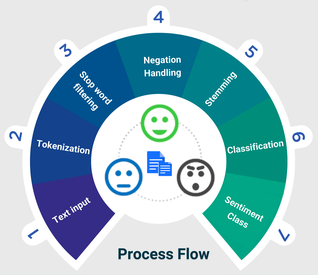 1
Text input
2
Tokenization
3
Stop word
filtering
4
Negation
Handling
5
Stemming
6
Classification
7
Sentiment
Class
Process Flow